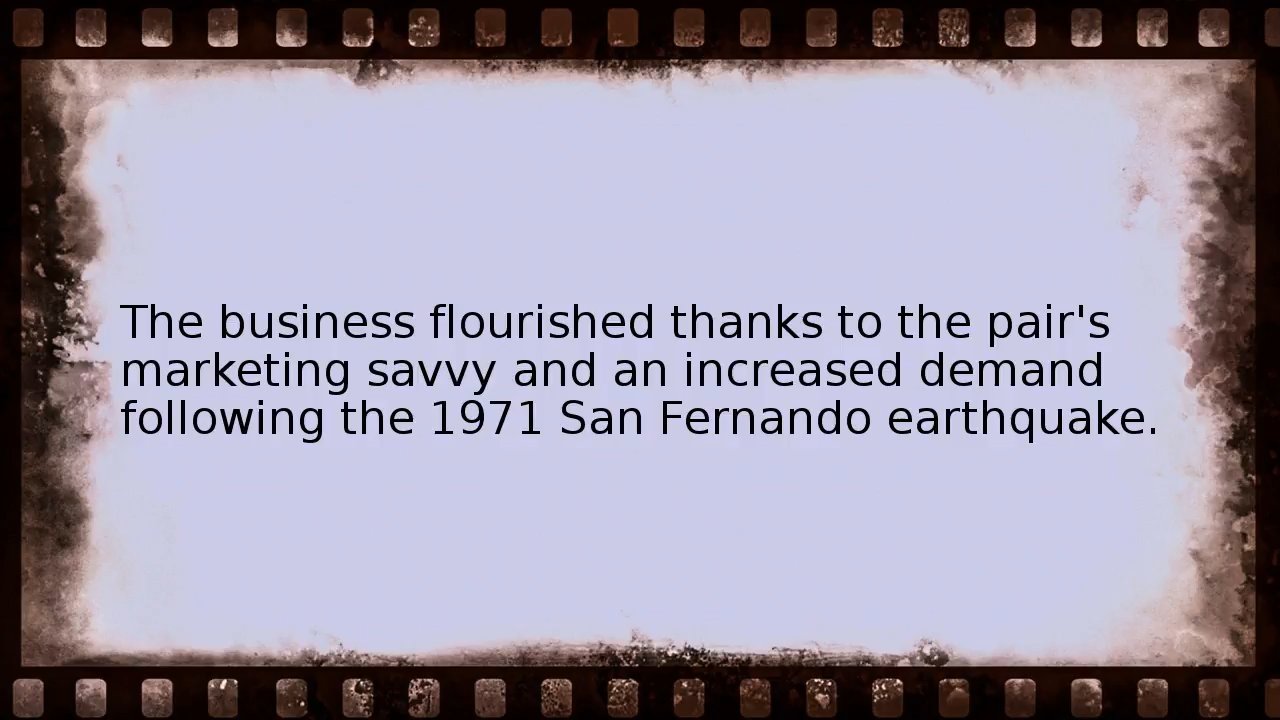 The business flourished thanks to the pair's
marketing savvy and an increased demand
following the 1971 San Fernando earthquake.